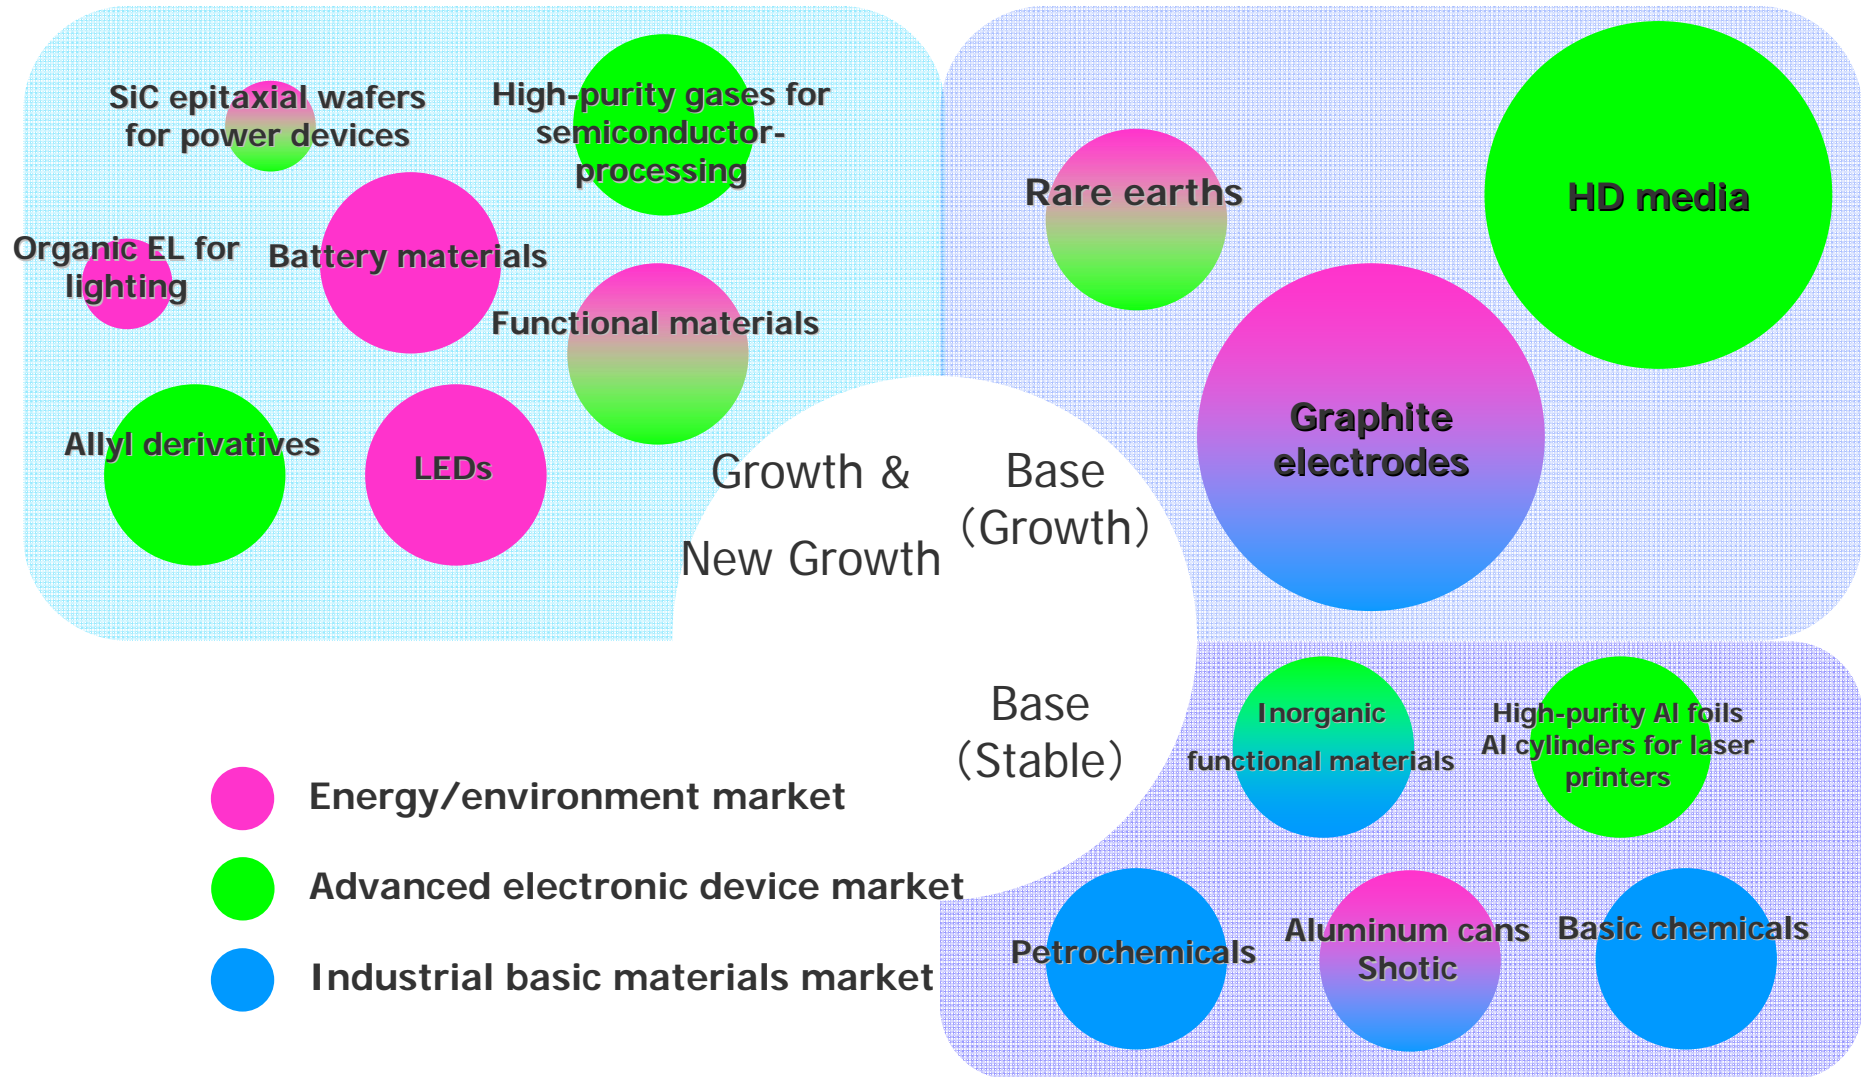 SiC epitaxial wafers
for power devices
High-purity gases for
semiconductor-
processing
Organic EL for
lighting
Battery materials
Functional materials
Allyl derivatives
LEDs
Growth &
New Growth
Rare earths
HD media
Graphite
electrodes
Base
（Growth）
Base
（Stable）
Inorganic
functional materials
High-purity Al foils
Al cylinders for laser
printers
Petrochemicals
Aluminum cans
Shotic
Basic chemicals
Energy/environment market
Advanced electronic device market
Industrial basic materials market